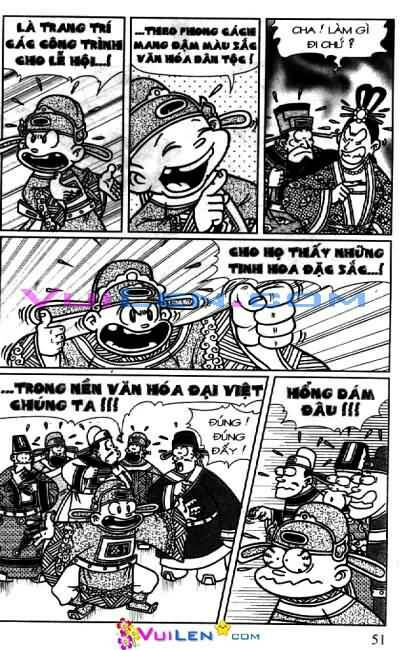 LÀ TRANG TRÍ
CÁC CÔNG TRÌNH
CHO LỄ HỘI...!
...THEO PHONG CÁCH
MANG ĐẬM MÀU SẮC
VĂN HÓA DÂN TỘC !
CHA ! LÀM GÌ
DI CHỨ ?
CHO HỌ THẤY NHỮNG
TINH HOA ĐẶC SẮC...!
VUILEN.COM
...TRONG NỀN VĂN HÓA ĐẠI VIỆT
CHÚNG TA !!!
ĐÚNG !
ĐÚNG
ĐẤY !
HỔNG DÁM
ĐÂU !!!
VUILEN.COM
51